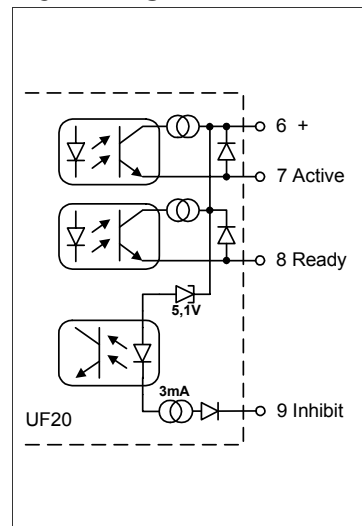 6 +
7 Active
8 Ready
5,1V
3mA
9 Inhibit
UF20